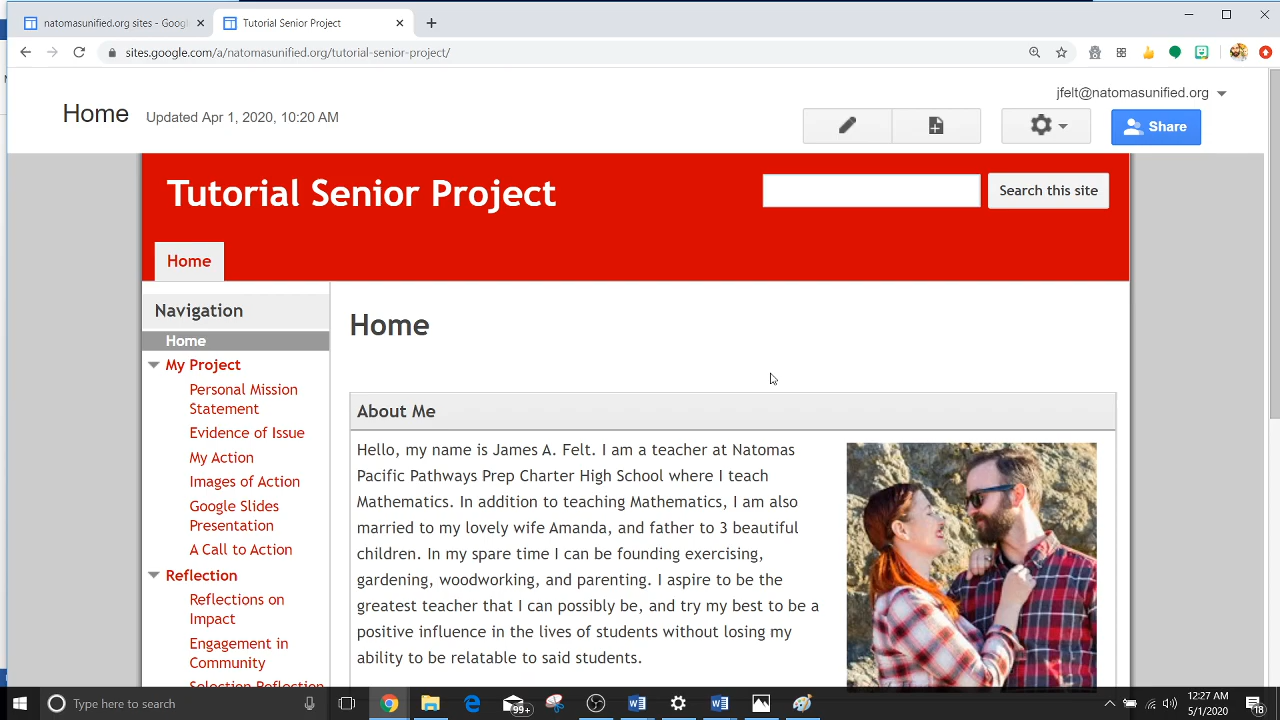 natomasunified.org sites - Googl
Tutorial Senior Project
sites.google.com/a/natomasunified.org/tutorial-senior-project/
jfelt@natomasunified.org
Home Updated Apr 1, 2020, 10:20 AM
Share
Tutorial Senior Project
Search this site
Home
Navigation
Home
My Project
Personal Mission
Statement
Evidence of Issue
My Action
Images of Action
Google Slides
Presentation
A Call to Action
Reflection
Reflections on
Impact
Engagement in
Community
Selection Reflection
Home
About Me
Hello, my name is James A. Felt. I am a teacher at Natomas
Pacific Pathways Prep Charter High School where I teach
Mathematics. In addition to teaching Mathematics, I am also
married to my lovely wife Amanda, and father to 3 beautiful
children. In my spare time I can be founding exercising,
gardening, woodworking, and parenting. I aspire to be the
greatest teacher that I can possibly be, and try my best to be a
positive influence in the lives of students without losing my
ability to be relatable to said students.
Type here to search
99+
12:27 AM
5/1/2020
18